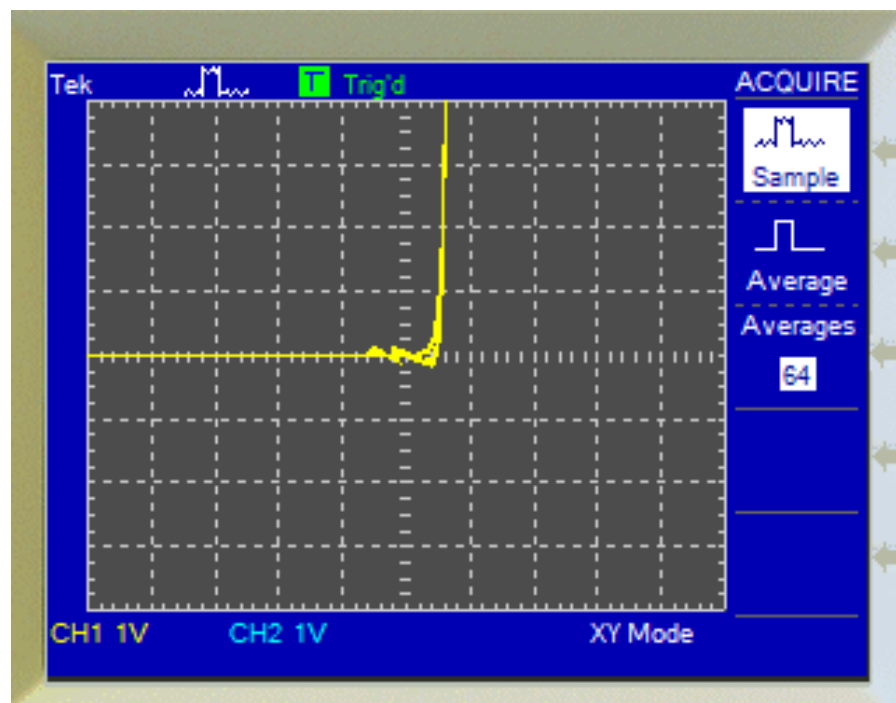 Tek T Trig'd ACQUIRE
Sample
Average
Averages
64
CH1 1V CH2 1V XY Mode